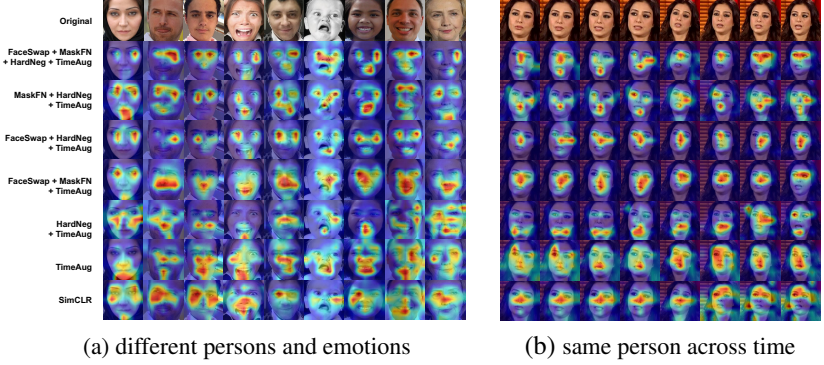 Original
FaceSwap + MaskFN
+ HardNeg + TimeAug
MaskFN + HardNeg
+ TimeAug
FaceSwap + HardNeg
+ TimeAug
FaceSwap + MaskFN
+ TimeAug
HardNeg
+ TimeAug
TimeAug
SimCLR
(a) different persons and emotions
(b) same person across time